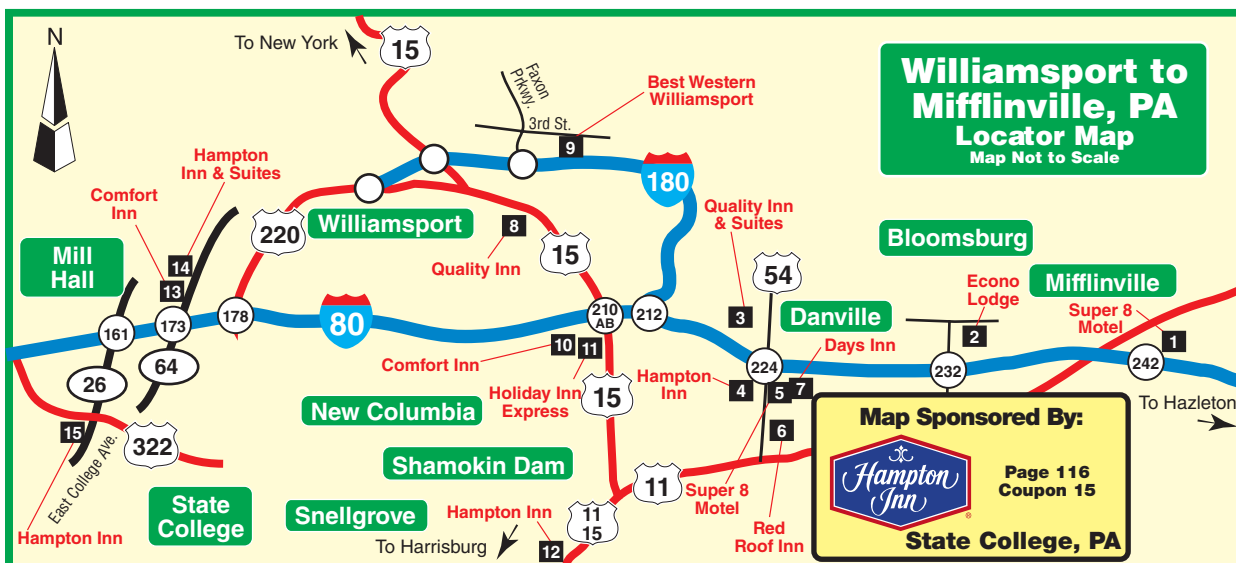 N
To New York
15
Faxon
Prkwy.
3rd St.
Best Western
Williamsport
9
180
Williamsport to
Mifflinville, PA
Locator Map
Map Not to Scale
Hampton
Inn & Suites
Comfort
Inn
14
13
Mill
Hall
220
Williamsport
8
Quality Inn
15
Quality Inn
& Suites
54
3
Bloomsburg
Econo
Lodge
2
Mifflinville
Super 8
Motel
1
161
173
178
80
210
AB
212
Danville
Days Inn
224
232
242
26
64
Comfort Inn
10
11
Holiday Inn
Express
15
Hampton
Inn
4
5
7
6
To Hazleton
New Columbia
15
East College Ave.
322
Hampton Inn
State
College
Shamokin Dam
Snellgrove
11
Super 8
Motel
Red
Roof Inn
Hampton Inn
12
11
15
To Harrisburg
Map Sponsored By:
Hampton
Inn
®
Page 116
Coupon 15
State College, PA